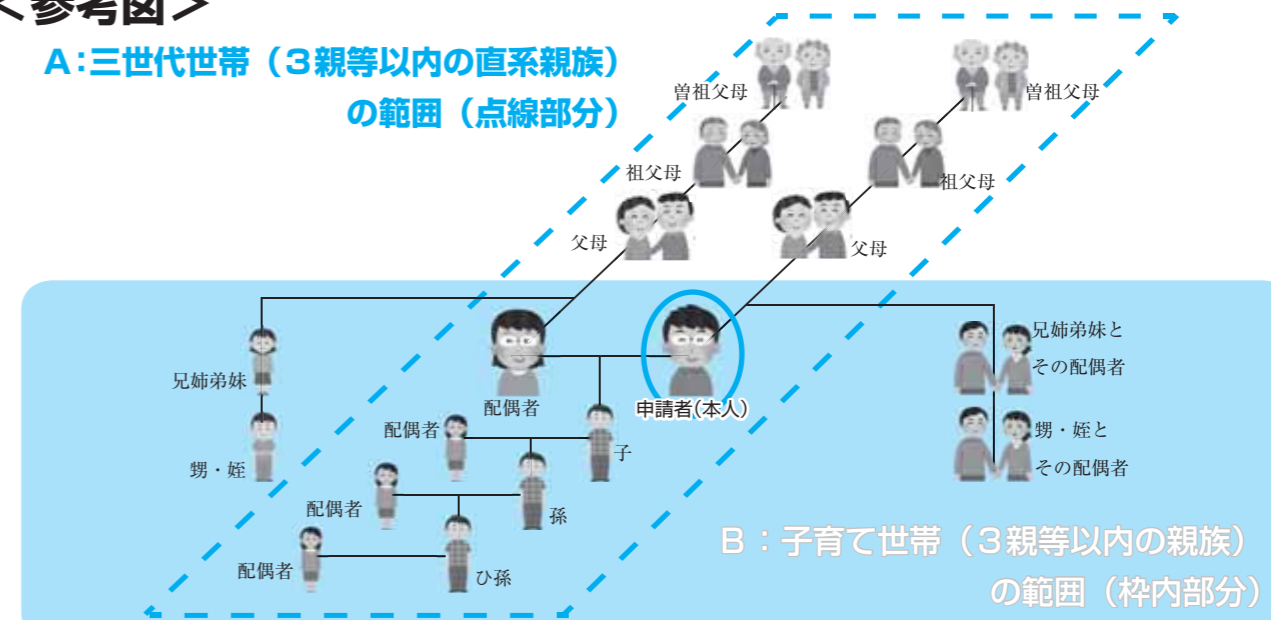 ＜参考図＞
A：三世代世帯（３親等以内の直系親族）
の範囲（点線部分）
曽祖父母
曽祖父母
祖父母
祖父母
父母
父母
兄姉弟妹
甥・姪
配偶者
申請者（本人）
兄姉弟妹と
その配偶者
甥・姪と
その配偶者
配偶者
子
配偶者
孫
配偶者
ひ孫
B：子育て世帯（３親等以内の親族）
の範囲（枠内部分）